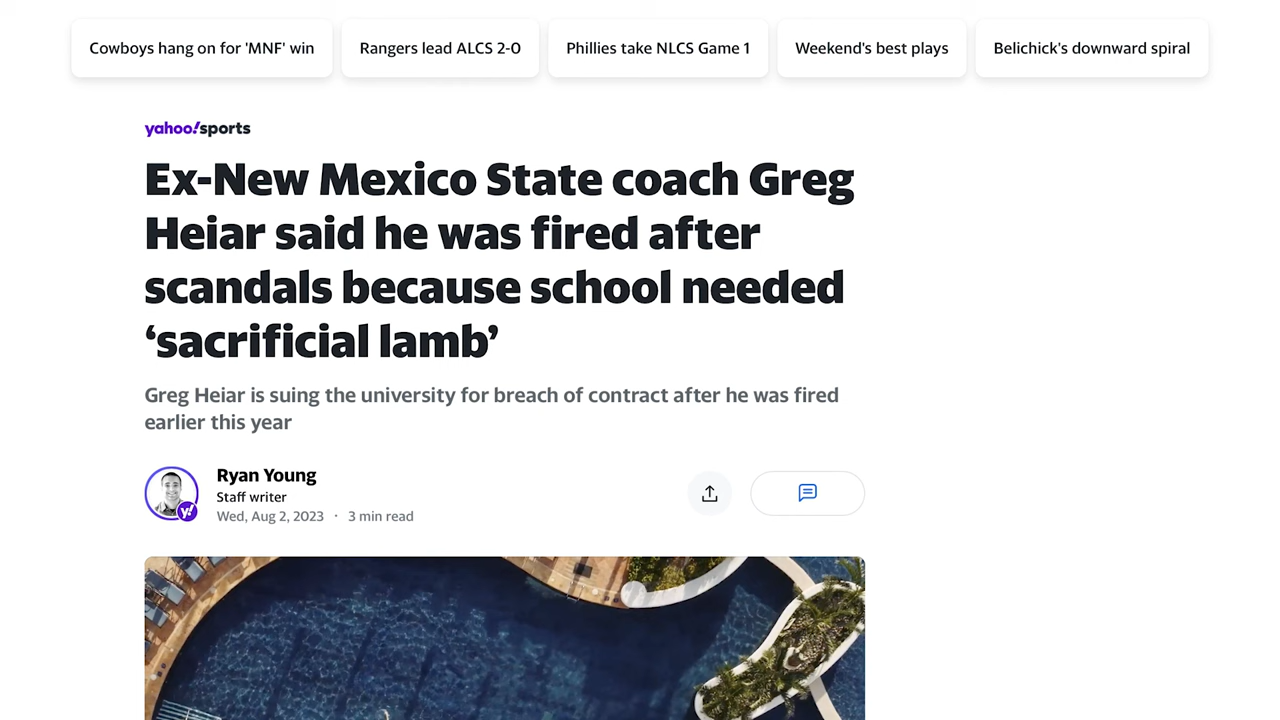 Cowboys hang on for 'MNF' win
Rangers lead ALCS 2-0
Phillies take NLCS Game 1
Weekend's best plays
Belichick's downward spiral
yahoo!sports
Ex-New Mexico State coach Greg
Heiar said he was fired after
scandals because school needed
‘sacrificial lamb’
Greg Heiar is suing the university for breach of contract after he was fired
earlier this year
Ryan Young
Staff writer
Wed, Aug 2, 2023 · 3 min read
y!